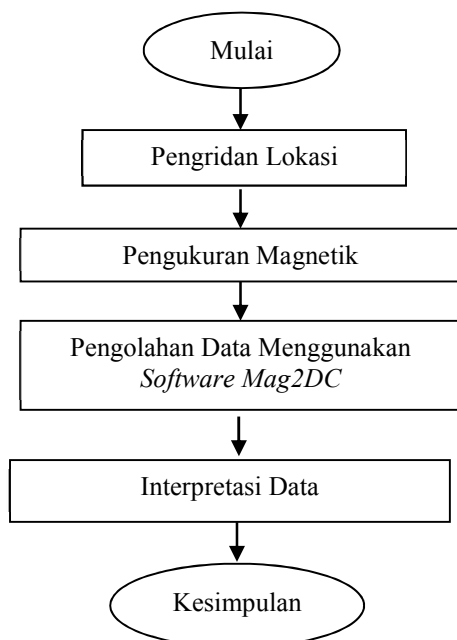 Mulai
Pengridan Lokasi
Pengukuran Magnetik
Pengolahan Data Menggunakan
Software Mag2DC
Interpretasi Data
Kesimpulan